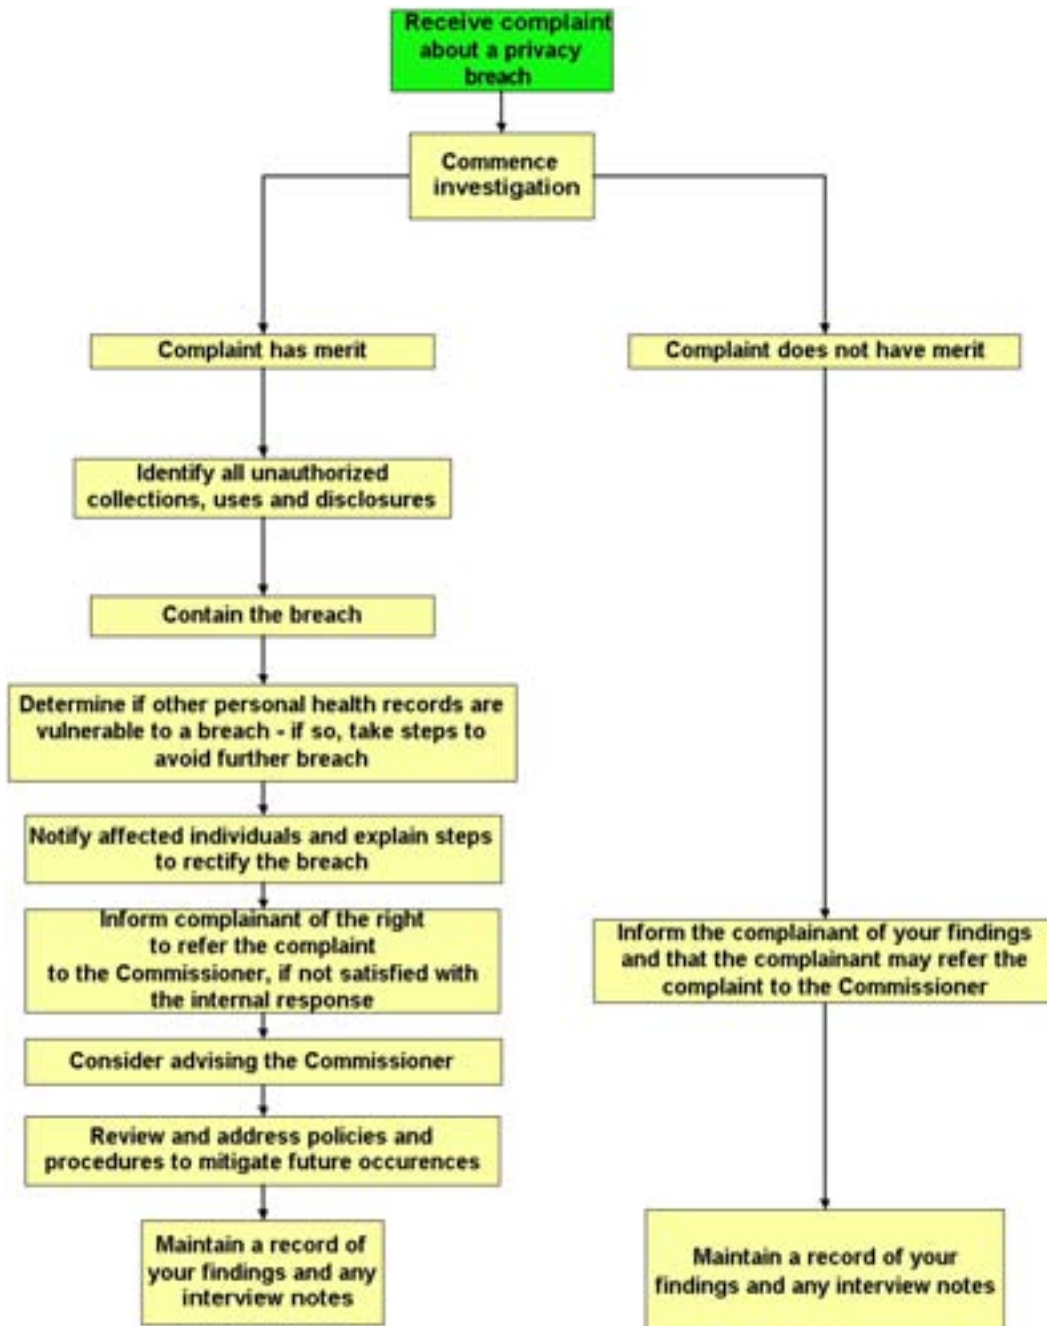 Receive complaint
about a privacy
breach
Commence
investigation
Complaint has merit
Complaint does not have merit
Identify all unauthorized
collections, uses and disclosures
Contain the breach
Determine if other personal health records are
vulnerable to a breach - if so, take steps to
avoid further breach
Notify affected individuals and explain steps
to rectify the breach
Inform complainant of the right
to refer the complaint
to the Commissioner, if not satisfied with
the internal response
Inform the complainant of your findings
and that the complainant may refer the
complaint to the Commissioner
Consider advising the Commissioner
Review and address policies and
procedures to mitigate future occurences
Maintain a record of
your findings and any
interview notes
Maintain a record of your
findings and any interview notes